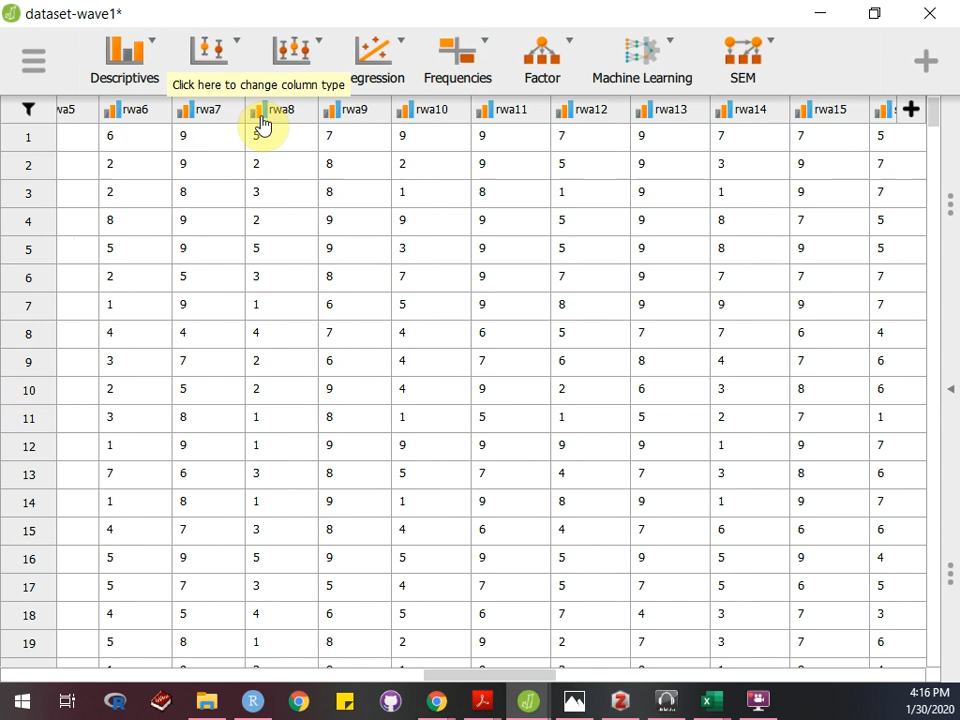 dataset-wave1*
Descriptives egression Frequencies Factor Machine Learning SEM
Click here to change column type
wa5 rwa6 rwa7 rwa8 rwa9 rwa10 rwa11 rwa12 rwa13 rwa14 rwa15
1 6 9 5 7 9 9 7 9 7 7 5
2 2 9 2 8 2 9 5 9 3 9 7
3 2 8 3 8 1 8 1 9 1 9 7
4 8 9 2 9 9 9 5 9 8 7 5
5 5 9 5 9 3 9 5 9 8 9 5
6 2 5 3 8 7 9 7 9 7 7 7
7 1 9 1 6 5 9 8 9 9 9 7
8 4 4 4 7 4 6 5 7 7 6 4
9 3 7 2 6 4 7 6 8 4 7 6
10 2 5 2 9 4 9 2 6 3 8 6
11 3 8 1 8 1 5 1 5 2 7 1
12 1 9 1 9 9 9 9 9 1 9 7
13 7 6 3 8 5 7 4 7 3 8 6
14 1 8 1 9 1 9 8 9 1 9 7
15 4 7 3 8 4 6 4 7 6 6 6
16 5 9 5 9 5 9 5 9 5 9 4
17 5 7 3 5 4 7 5 7 5 6 5
18 4 5 4 6 5 6 7 4 3 7 3
19 5 8 1 8 2 9 2 7 3 7 6
4:16 PM
1/30/2020